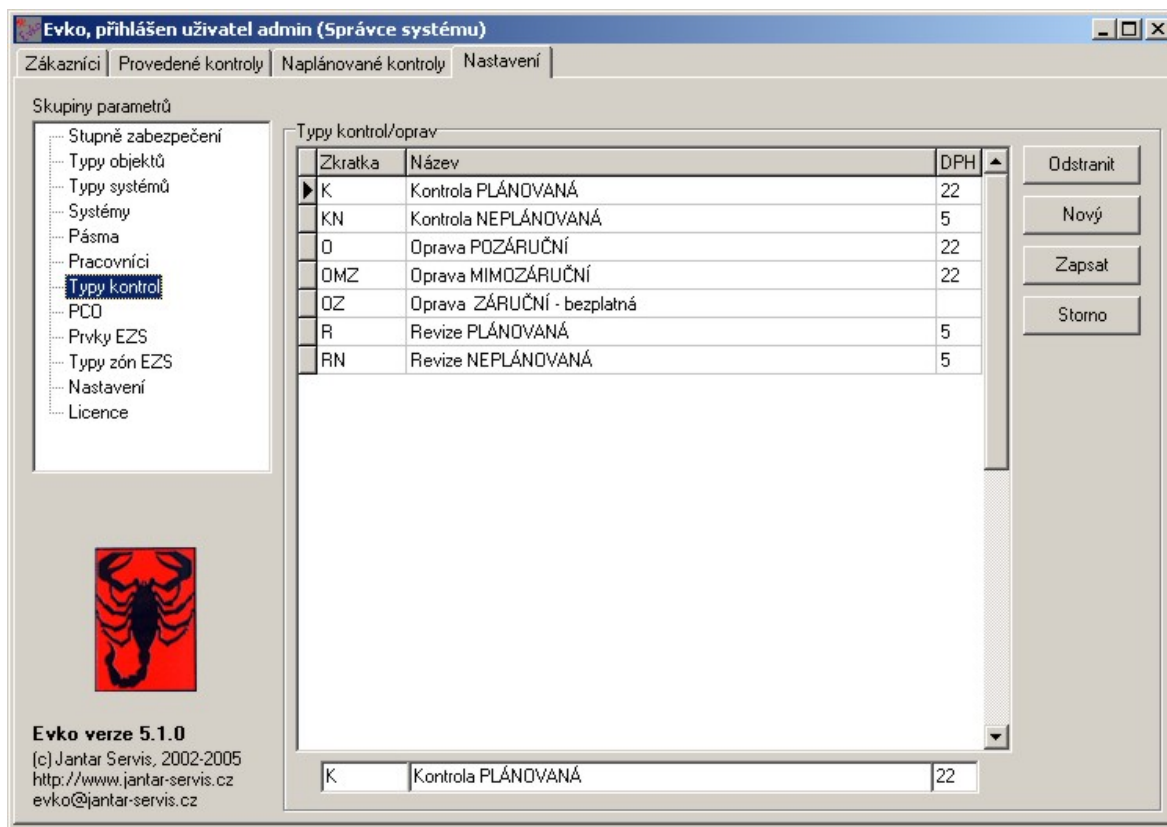 Evko, přihlášen uživatel admin (Správce systému)
Zákazníci Provedené kontroly Naplánované kontroly Nastavení
Skupiny parametrů
Stupně zabezpečení
Typy objektů
Typy systémů
Systémy
Pásma
Pracovníci
Typy kontrol
PCO
Prvky EZS
Typy zón EZS
Nastavení
Licence
Typy kontrol/oprav
Zkratka Název DPH
K Kontrola PLÁNOVANÁ 22
KN Kontrola NEPLÁNOVANÁ 5
O Oprava POZÁRUČNÍ 22
OMZ Oprava MIMOZÁRUČNÍ 22
OZ Oprava ZÁRUČNÍ - bezplatná
R Revize PLÁNOVANÁ 5
RN Revize NEPLÁNOVANÁ 5
K Kontrola PLÁNOVANÁ 22
Odstranit
Nový
Zapsat
Storno
Evko verze 5.1.0
(c) Jantar Servis, 2002-2005
http://www.jantar-servis.cz
evko@jantar-servis.cz